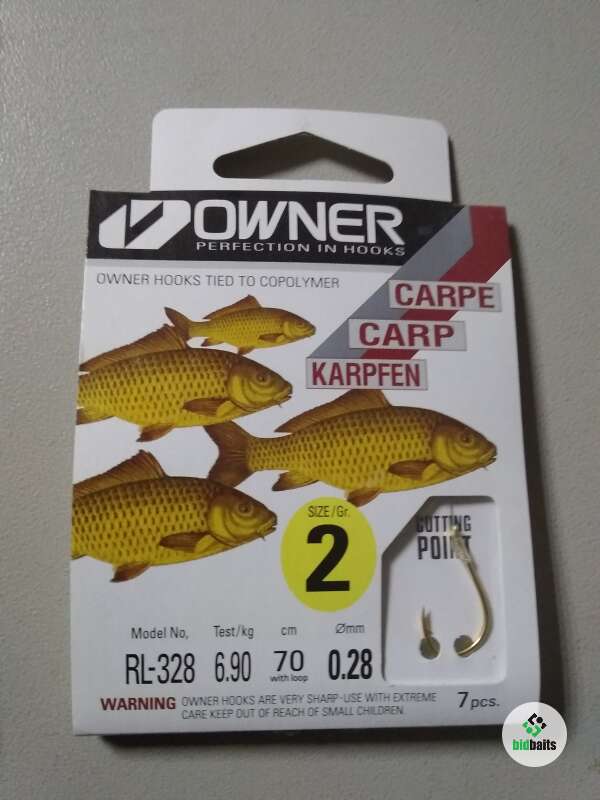 OWNER
PERFECTION IN HOOKS
OWNER HOOKS TIED TO COPOLYMER
CARPE
CARP
KARPFEN
SIZE/Gr.
2
CUTTING
POINT
Model No, Test/kg cm Ømm
RL-328 6.90 70 0.28
with loop
WARNING OWNER HOOKS ARE VERY SHARP-USE WITH EXTREME
CARE KEEP OUT OF REACH OF SMALL CHILDREN.
7 pcs.
bidbaits